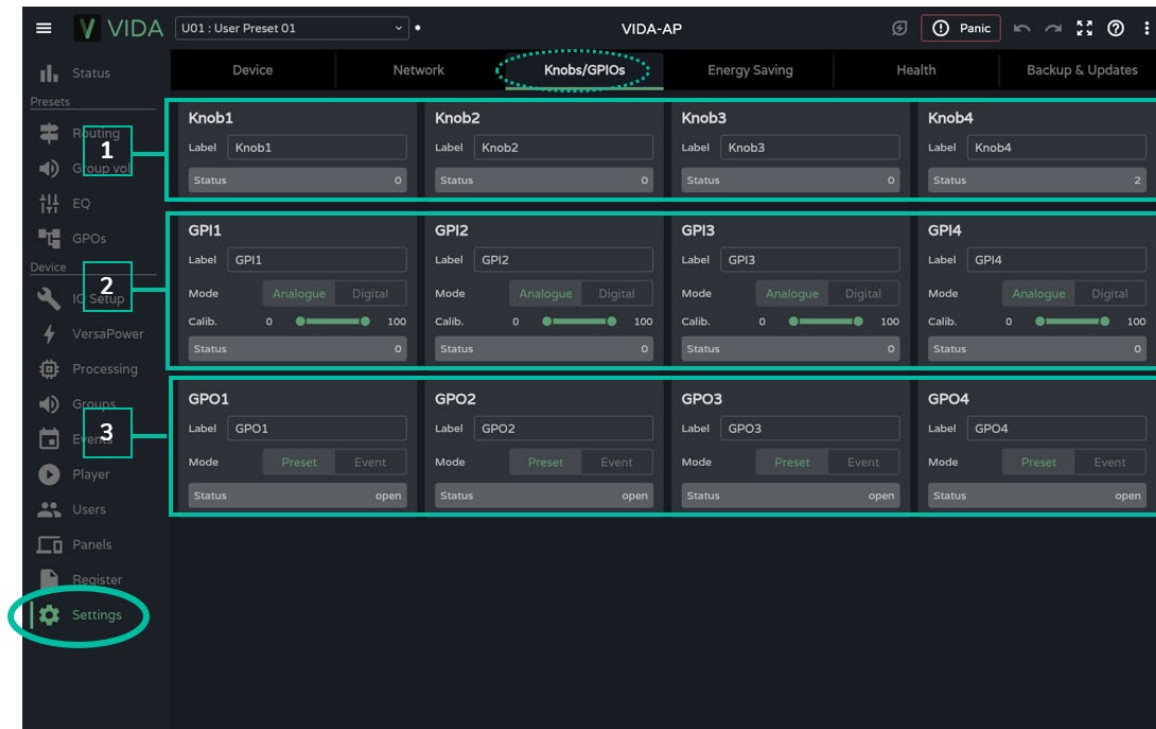 VIDA U01 : User Preset 01 VIDA-AP Panic
Status Device Network Knobs/GPIOs Energy Saving Health Backup & Updates
Presets
Routing
Group vol
EQ
GPOs
Device
IO Setup
VersaPower
Processing
Groups
Events
Player
Users
Panels
Register
Settings
1
Knob1 Knob2 Knob3 Knob4
Label Knob1 Label Knob2 Label Knob3 Label Knob4
Status 0 Status 0 Status 0 Status 2
2
GPI1 GPI2 GPI3 GPI4
Label GPI1 Label GPI2 Label GPI3 Label GPI4
Mode Analogue Digital Mode Analogue Digital Mode Analogue Digital Mode Analogue Digital
Calib. 0 100 Calib. 0 100 Calib. 0 100 Calib. 0 100
Status 0 Status 0 Status 0 Status 0
3
GPO1 GPO2 GPO3 GPO4
Label GPO1 Label GPO2 Label GPO3 Label GPO4
Mode Preset Event Mode Preset Event Mode Preset Event Mode Preset Event
Status open Status open Status open Status open